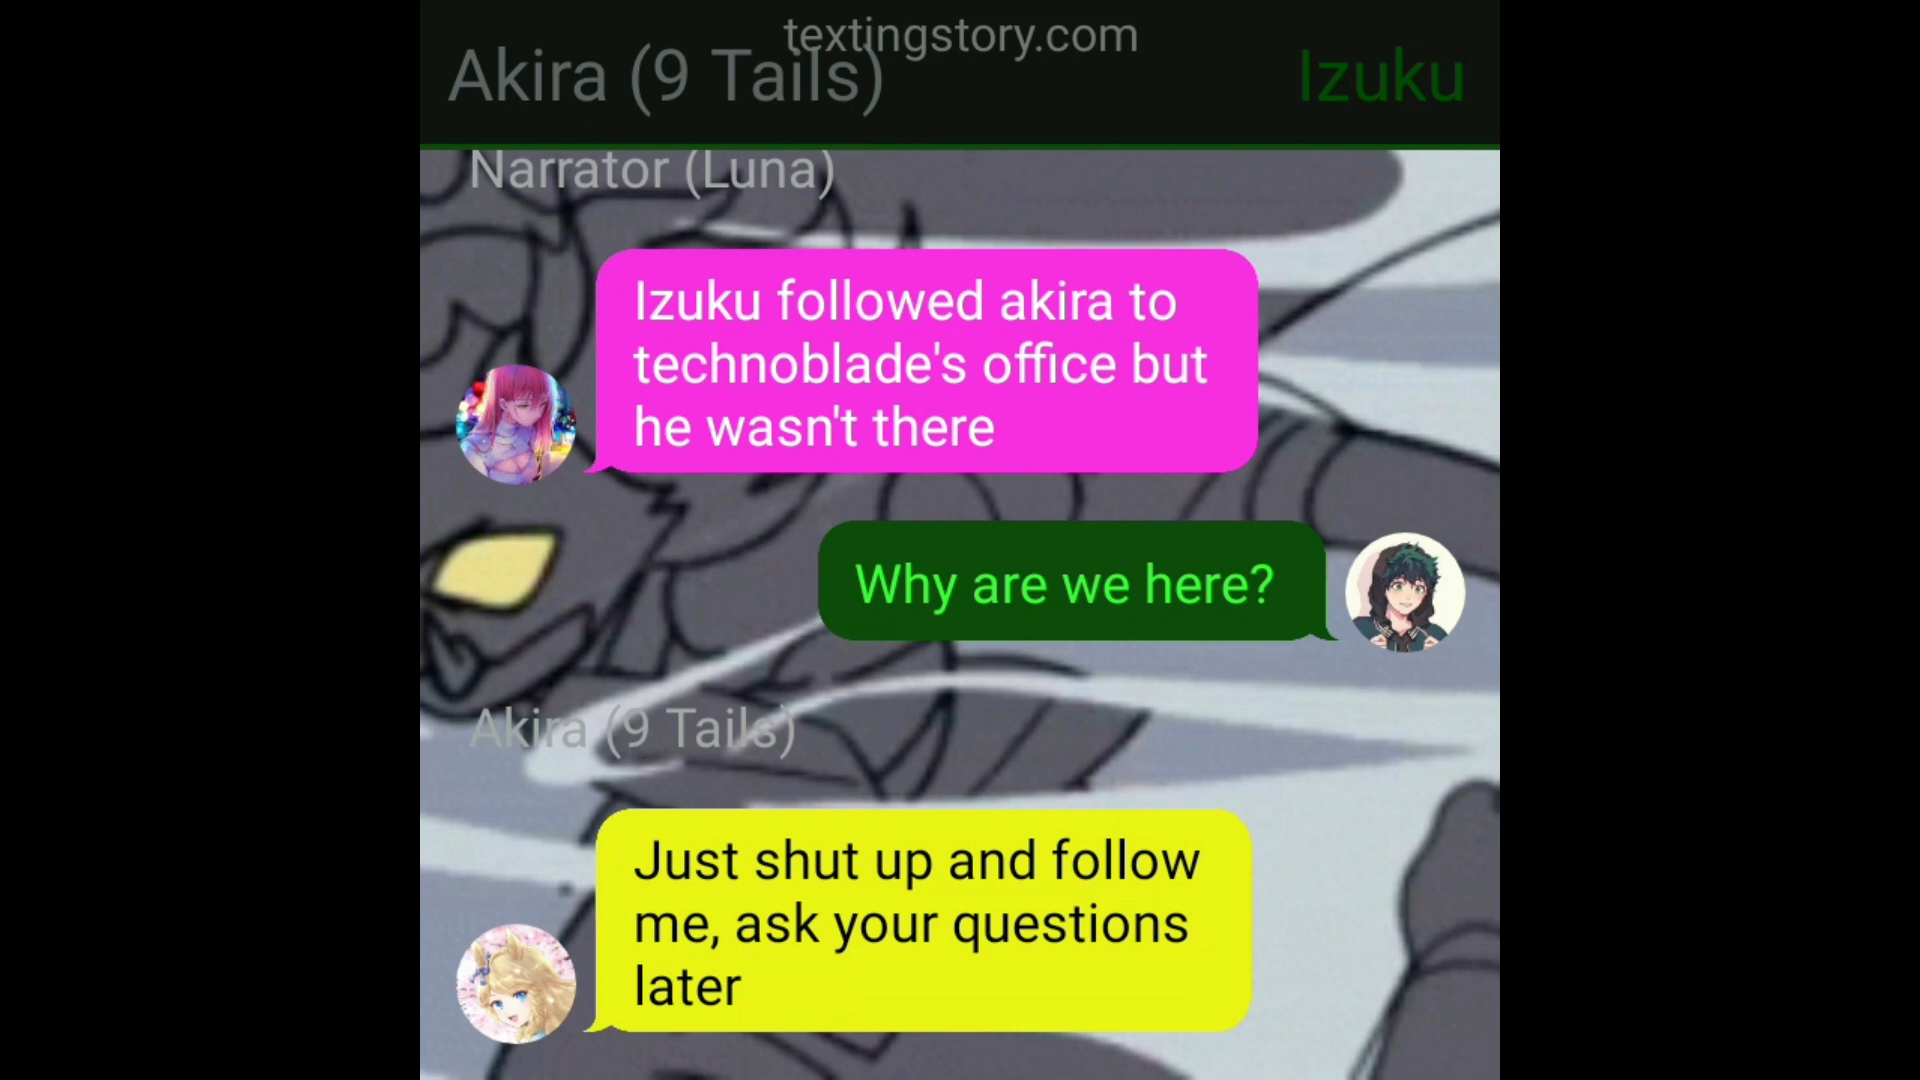 textingstory.com
Akira (9 Tails)
Izuku
Narrator (Luna)
Izuku followed akira to
technoblade's office but
he wasn't there
Why are we here?
Akira (9 Tails)
Just shut up and follow
me, ask your questions
later